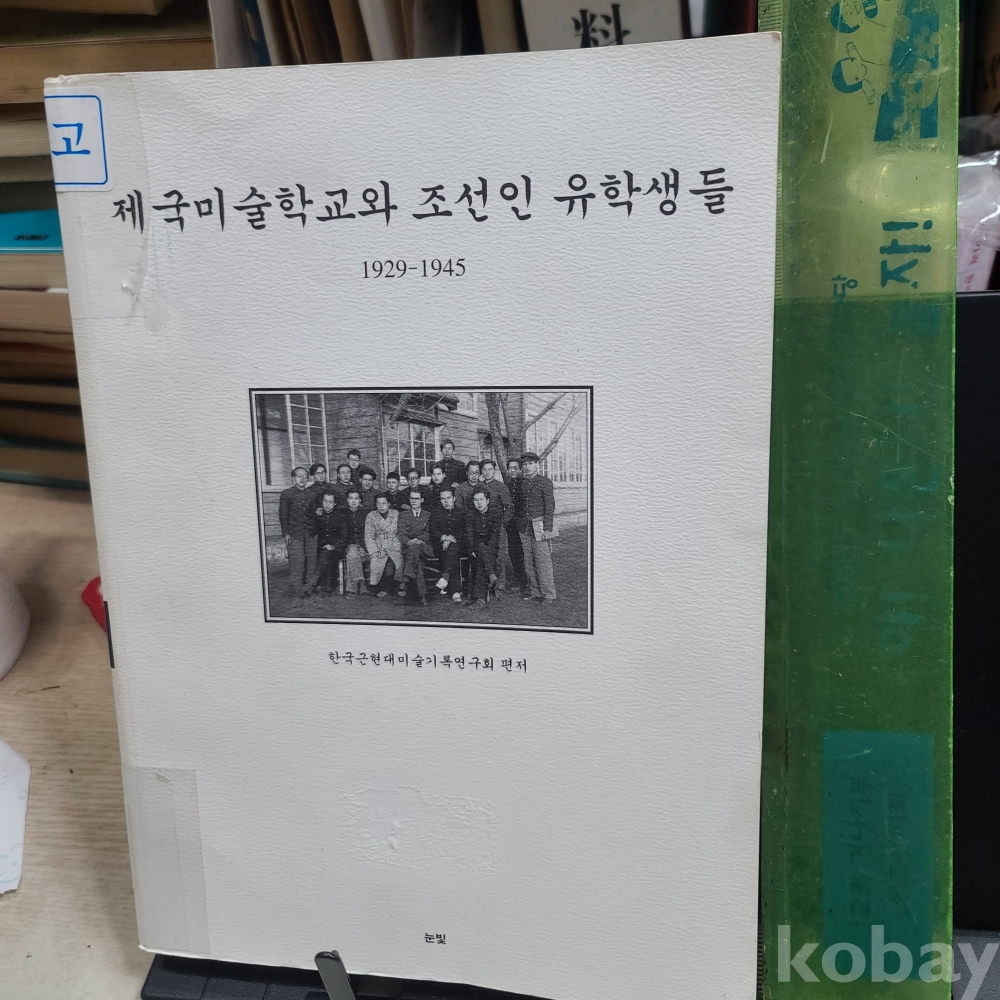 料
고
제국미술학교와 조선인 유학생들
1929-1945
한국근현대미술기록연구회 편저
눈빛
자!
kobay